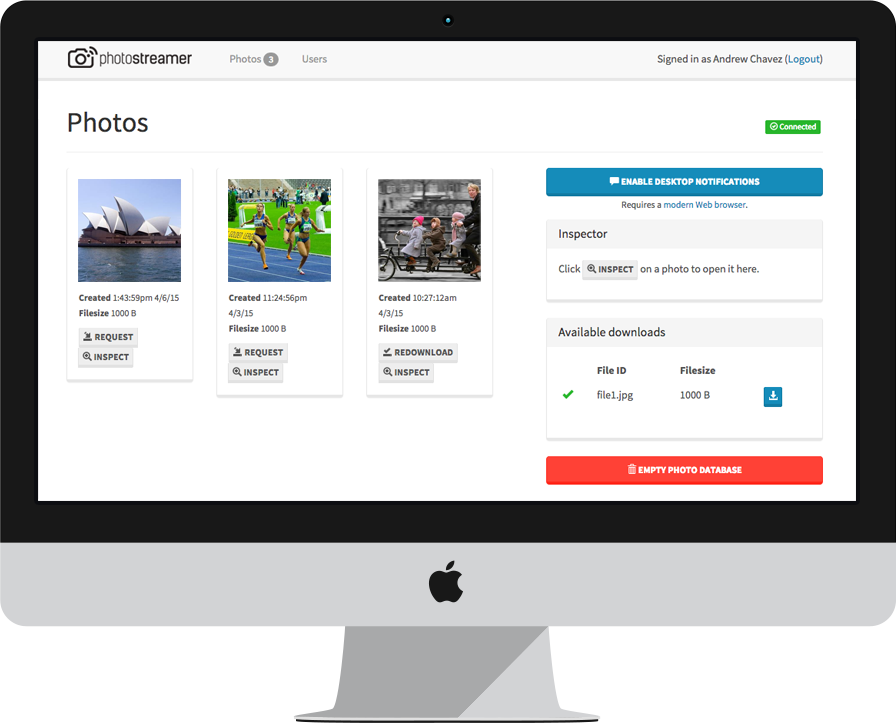 photostreamer
Photos 3
Users
Signed in as Andrew Chavez (Logout)
Photos
Connected
Created 1:43:59pm 4/6/15
Filesize 1000 B
REQUEST
INSPECT
Created 11:24:56pm
4/3/15
Filesize 1000 B
REQUEST
INSPECT
Created 10:27:12am
4/3/15
Filesize 1000 B
REDOWNLOAD
INSPECT
ENABLE DESKTOP NOTIFICATIONS
Requires a modern Web browser.
Inspector
Click INSPECT on a photo to open it here.
Available downloads
File ID Filesize
file1.jpg 1000 B
EMPTY PHOTO DATABASE